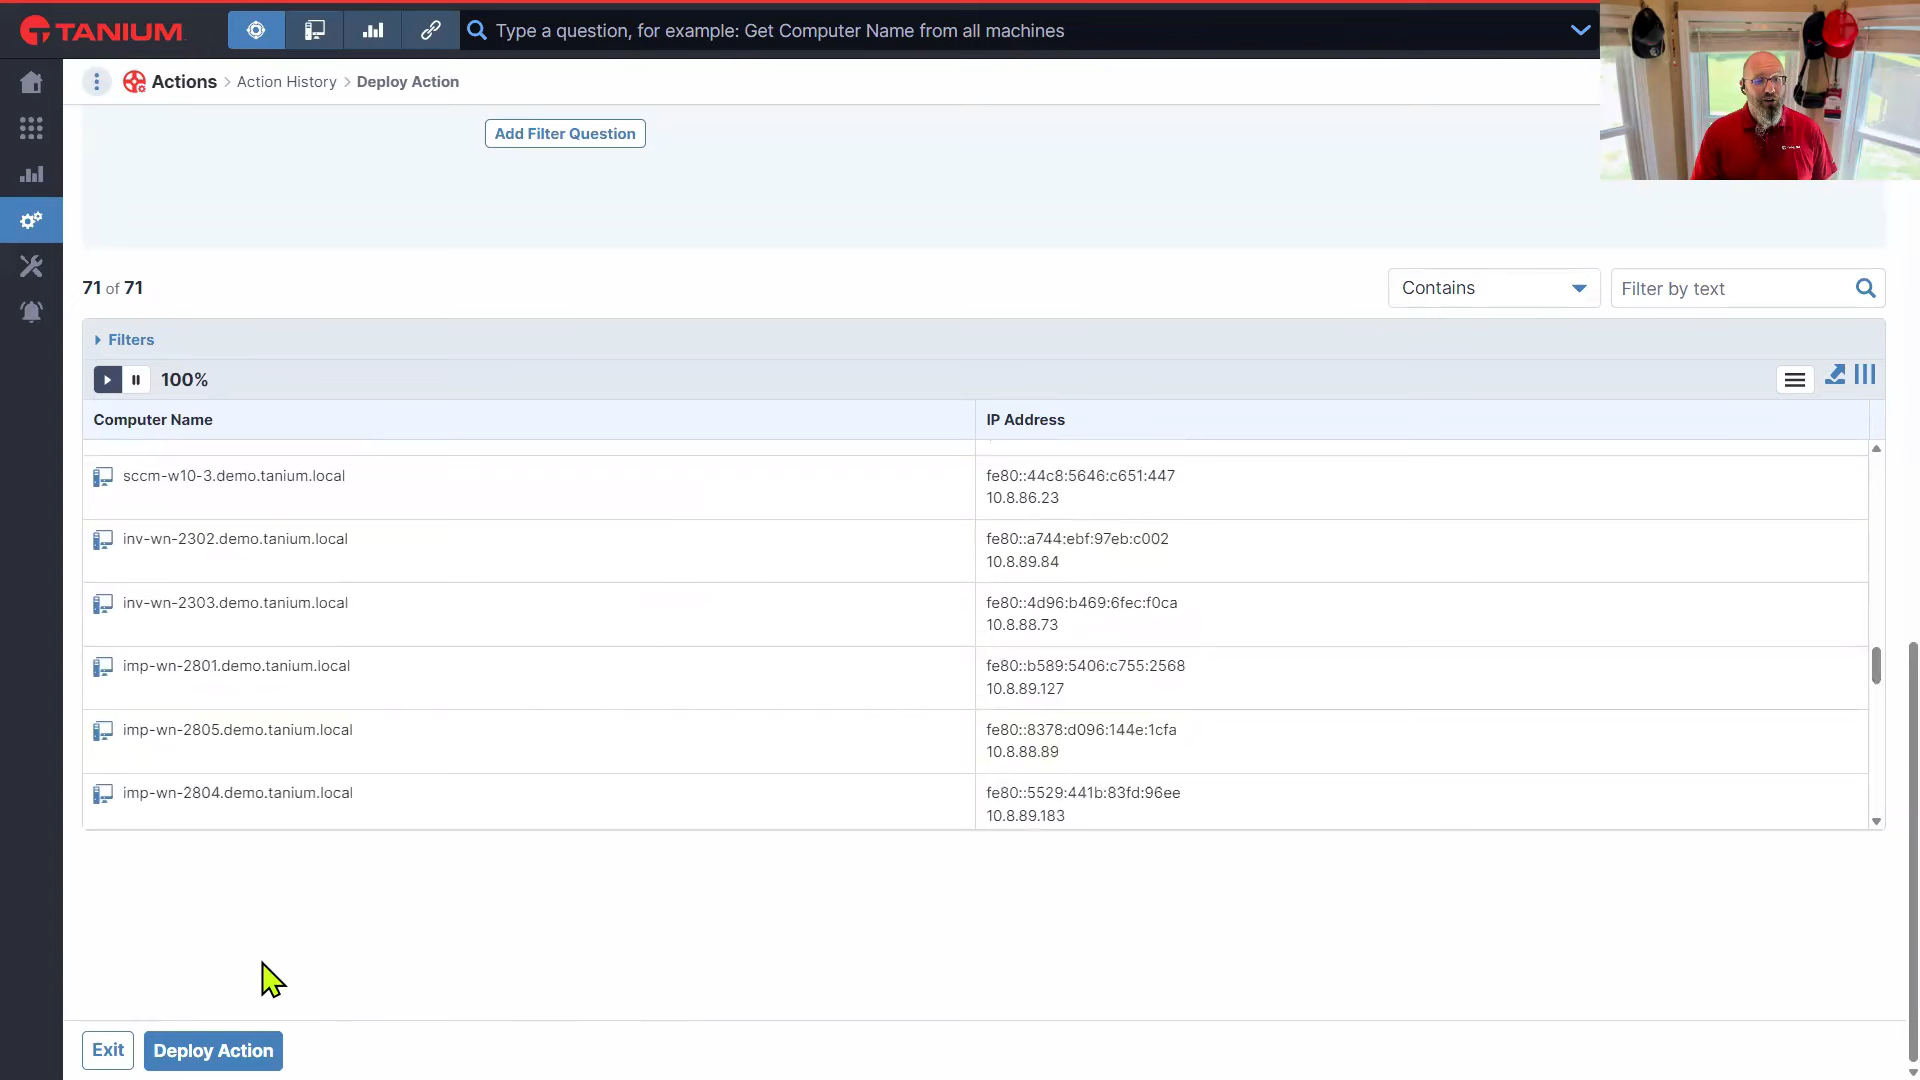 TANIUM
Type a question, for example: Get Computer Name from all machines
Actions > Action History > Deploy Action
Add Filter Question
71 of 71
Contains
Filter by text
Filters
100%
Computer Name
IP Address
sccm-w10-3.demo.tanium.local
fe80::44c8:5646:c651:447
10.8.86.23
inv-wn-2302.demo.tanium.local
fe80::a744:ebf:97eb:c002
10.8.89.84
inv-wn-2303.demo.tanium.local
fe80::4d96:b469:6fec:f0ca
10.8.88.73
imp-wn-2801.demo.tanium.local
fe80::b589:5406:c755:2568
10.8.89.127
imp-wn-2805.demo.tanium.local
fe80::8378:d096:144e:1cfa
10.8.88.89
imp-wn-2804.demo.tanium.local
fe80::5529:441b:83fd:96ee
10.8.89.183
Exit
Deploy Action